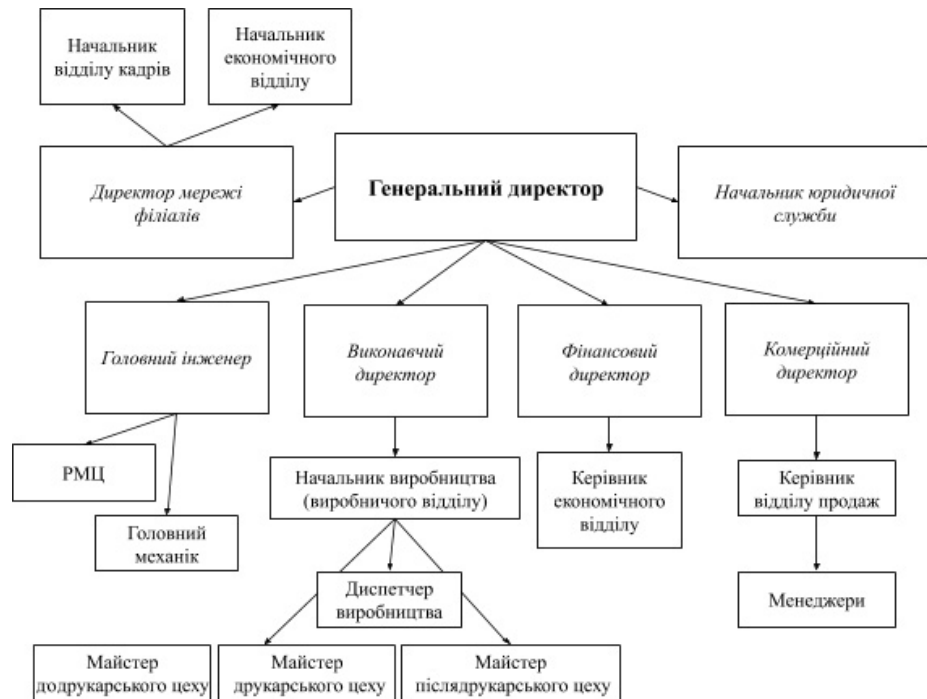 Начальник
відділу кадрів
Начальник
економічного
відділу
Директор мережі
філіалів
Генеральний директор
Начальник юридичної
служби
Головний інженер
Виконавчий
директор
Фінансовий
директор
Комерційний
директор
РМЦ
Головний
механік
Начальник виробництва
(виробничого відділу)
Керівник
економічного
відділу
Керівник
відділу продаж
Диспетчер
виробництва
Менеджери
Майстер
додрукарського цеху
Майстер
друкарського цеху
Майстер
післядрукарського цеху